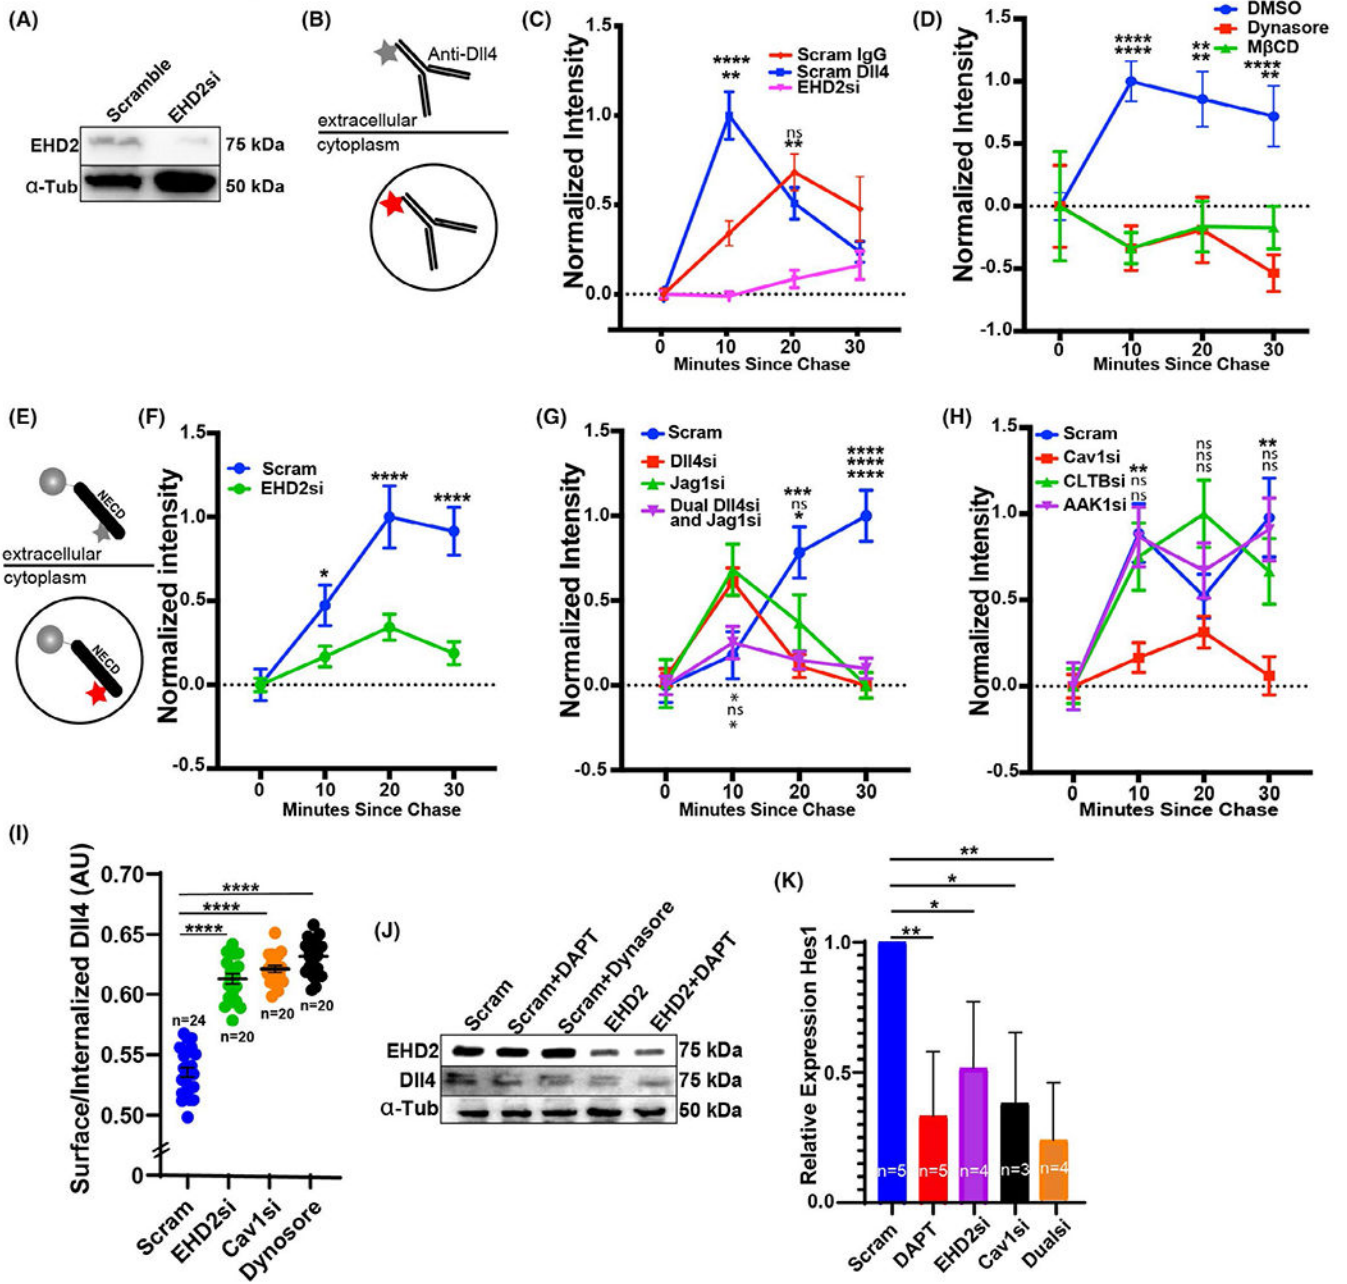 (A)
Scramble
EHD2si
EHD2
75 kDa
α-Tub
50 kDa
(B)
Anti-Dll4
extracellular
cytoplasm
(C)
Normalized Intensity
1.5
1.0
0.5
0.0
Scram IgG
Scram Dll4
EHD2si
****
**
ns
**
0 10 20 30
Minutes Since Chase
(D)
Normalized Intensity
1.5
1.0
0.5
0.0
-0.5
-1.0
DMSO
Dynasore
MβCD
****
****
**
**
****
**
0 10 20 30
Minutes Since Chase
(E)
NECD
extracellular
cytoplasm
NECD
(F)
Normalized intensity
1.5
1.0
0.5
0.0
-0.5
Scram
EHD2si
*
****
****
0 10 20 30
Minutes Since Chase
(G)
Normalized Intensity
1.5
1.0
0.5
0.0
-0.5
Scram
Dll4si
Jag1si
Dual Dll4si
and Jag1si
*
ns
*
***
ns
*
****
****
****
0 10 20 30
Minutes Since Chase
(H)
Normalized Intensity
1.5
1.0
0.5
0.0
-0.5
Scram
Cav1si
CLTBsi
AAK1si
**
ns
ns
ns
ns
ns
**
ns
ns
0 10 20 30
Minutes Since Chase
(I)
Surface/Internalized Dll4 (AU)
0.70
0.65
0.60
0.55
0.50
0
****
****
****
n=24
n=20
n=20
n=20
Scram
EHD2si
Cav1si
Dynosore
(J)
Scram
Scram+DAPT
Scram+Dynasore
EHD2
EHD2+DAPT
EHD2
75 kDa
Dll4
75 kDa
α-Tub
50 kDa
(K)
Relative Expression Hes1
1.0
0.5
0.0
**
*
*
**
n=5
n=5
n=4
n=3
n=4
Scram
DAPT
EHD2si
Cav1si
Dualsi